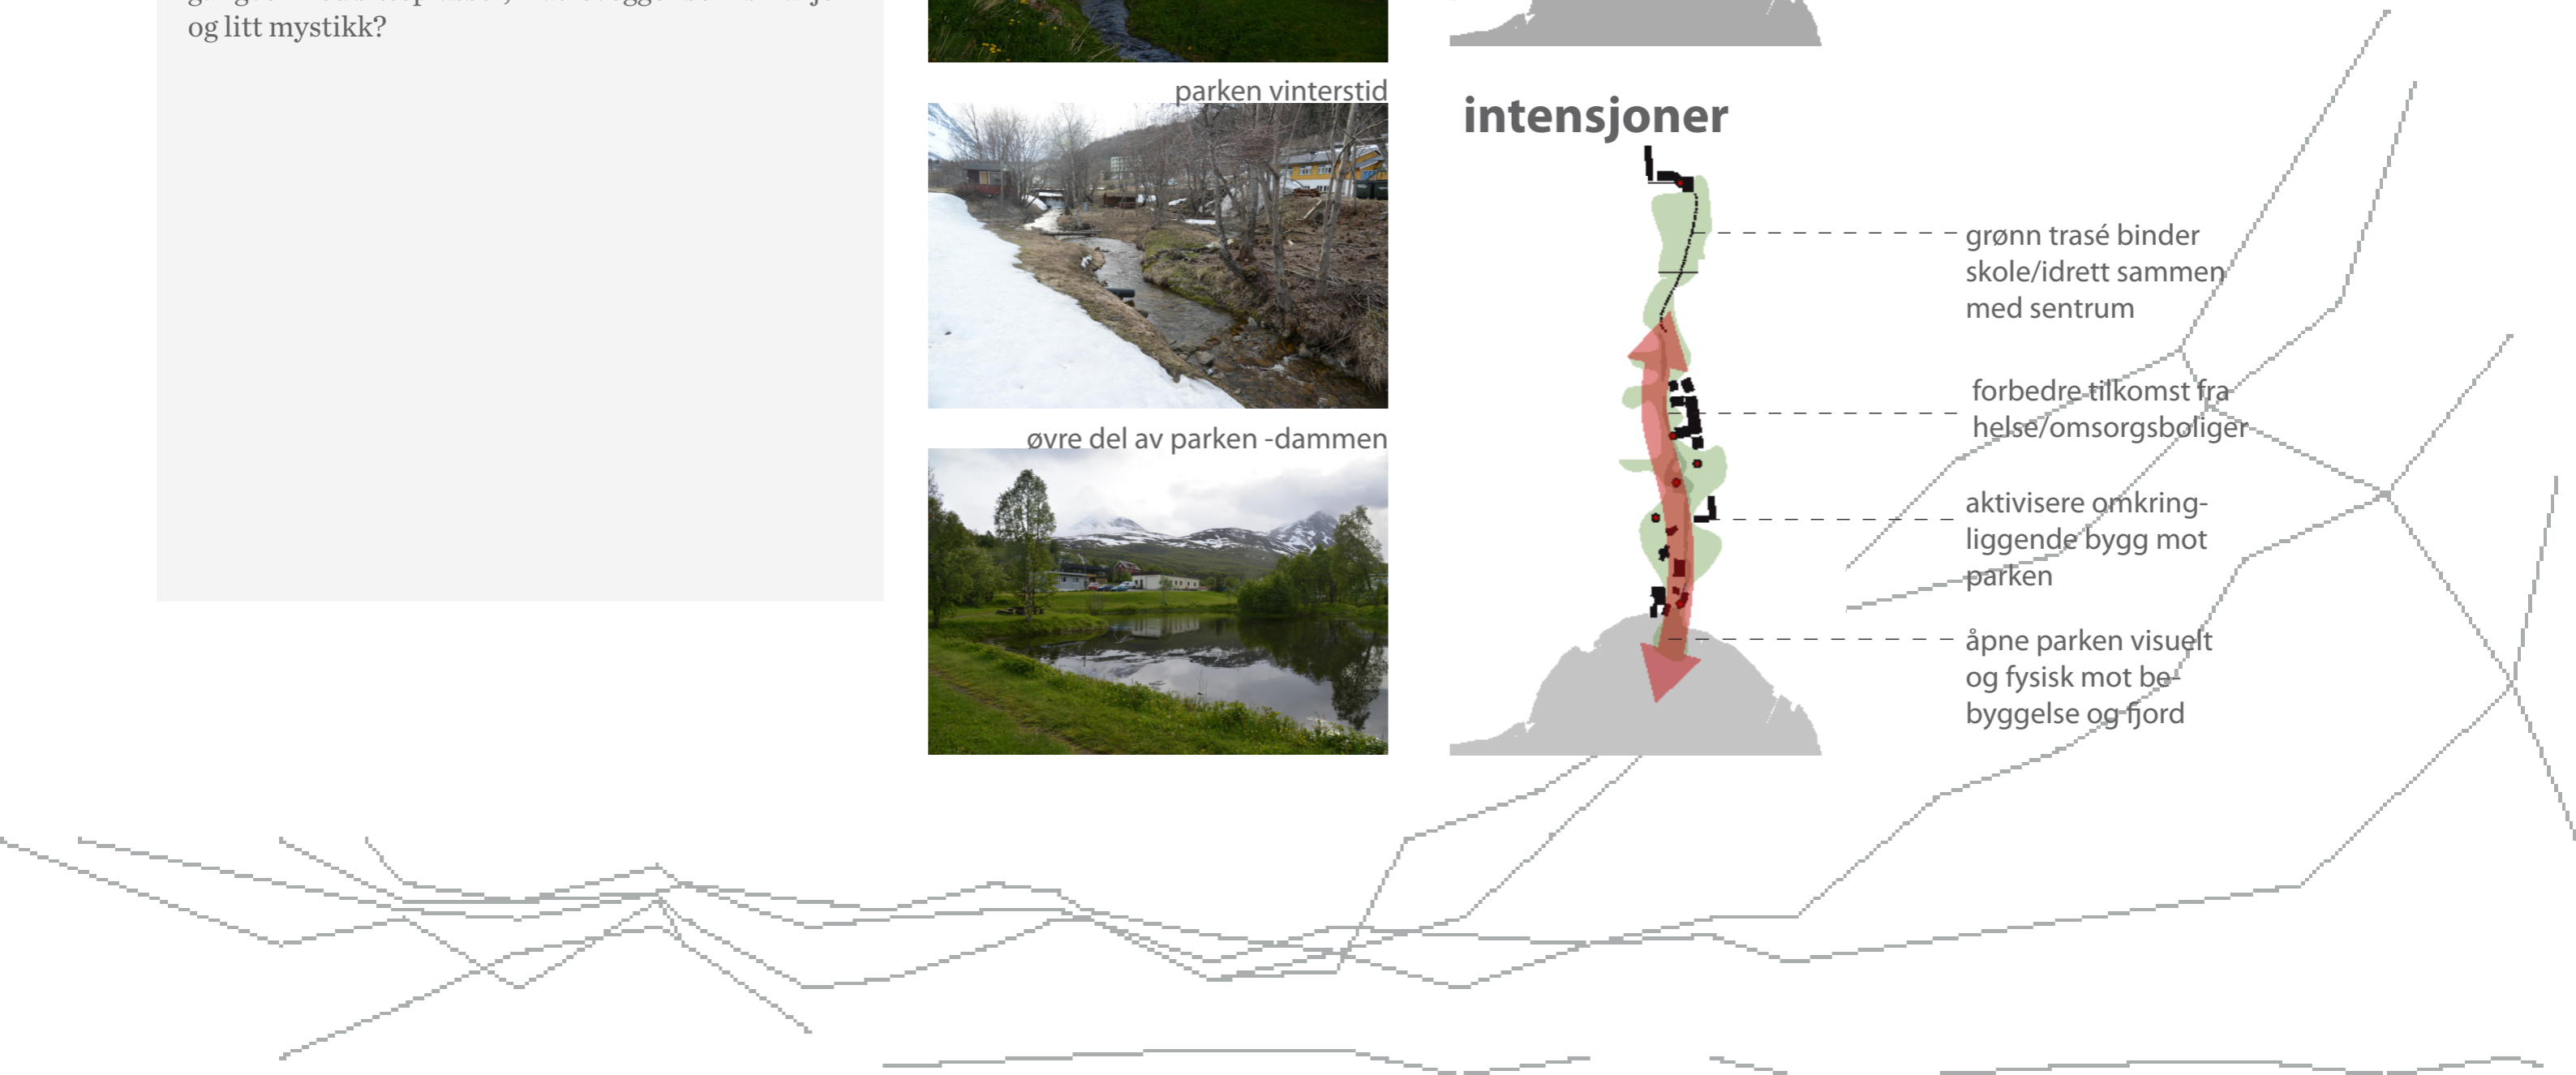 og litt mystikk?
parken vinterstid
øvre del av parken -dammen
intensjoner
grønn trasé binder
skole/idrett sammen
med sentrum
forbedre tilkomst fra
helse/omsorgsboliger
aktivisere omkring-
liggende bygg mot
parken
åpne parken visuelt
og fysisk mot be-
byggelse og fjord